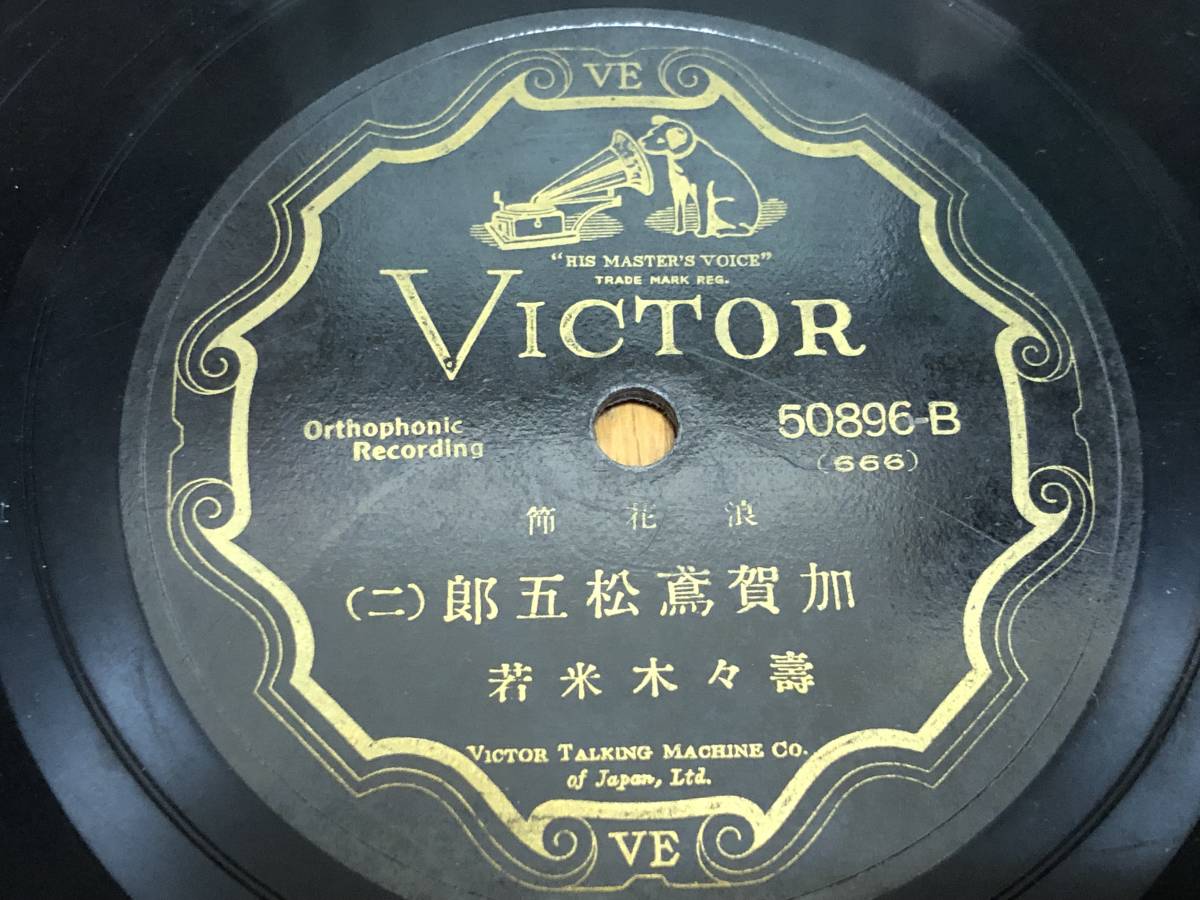 VE
"HIS MASTER'S VOICE"
TRADE MARK REG.
VICTOR
Orthophonic
Recording
50896-B
(666)
浪花節
加賀鳶松五郎(二)
壽々木米若
VICTOR TALKING MACHINE CO.
of Japan, Ltd.
VE